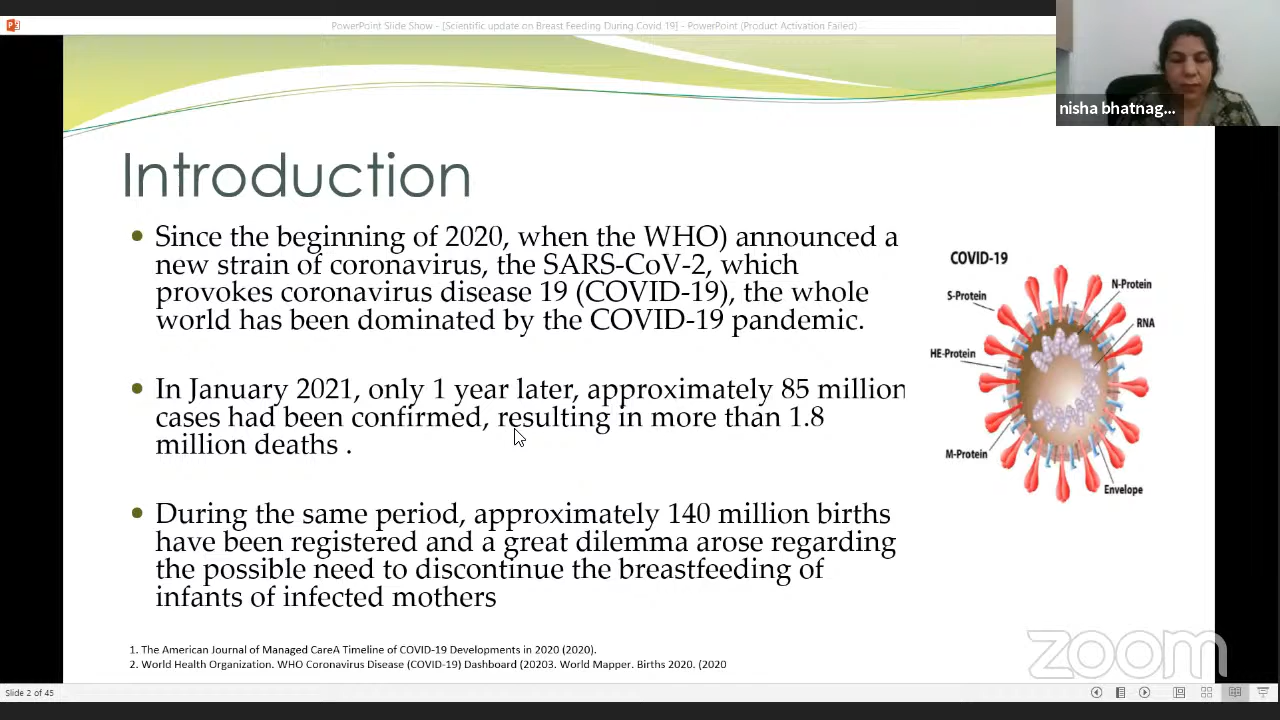 PowerPoint Slide Show - [Scientific update on Breast Feeding During Covid 19] - PowerPoint (Product Activation Failed)
nisha bhatnag...
Introduction
Since the beginning of 2020, when the WHO) announced a
new strain of coronavirus, the SARS-CoV-2, which
provokes coronavirus disease 19 (COVID-19), the whole
world has been dominated by the COVID-19 pandemic.
In January 2021, only 1 year later, approximately 85 million
cases had been confirmed, resulting in more than 1.8
million deaths .
During the same period, approximately 140 million births
have been registered and a great dilemma arose regarding
the possible need to discontinue the breastfeeding of
infants of infected mothers
COVID-19
S-Protein
N-Protein
RNA
HE-Protein
M-Protein
Envelope
1. The American Journal of Managed CareA Timeline of COVID-19 Developments in 2020 (2020).
2. World Health Organization. WHO Coronavirus Disease (COVID-19) Dashboard (20203. World Mapper. Births 2020. (2020
zoom
Slide 2 of 45